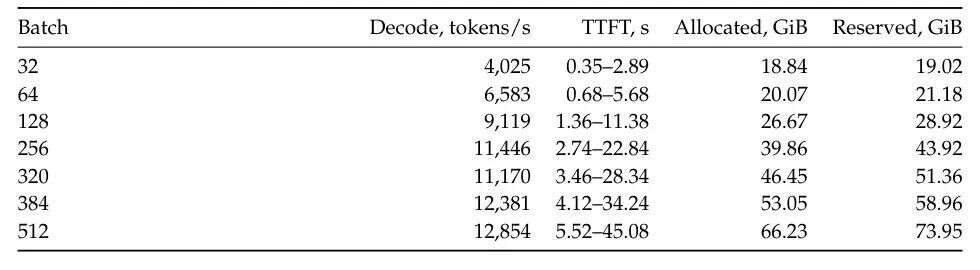 Batch Decode, tokens/s TTFT, s Allocated, GiB Reserved, GiB
32 4,025 0.35–2.89 18.84 19.02
64 6,583 0.68–5.68 20.07 21.18
128 9,119 1.36–11.38 26.67 28.92
256 11,446 2.74–22.84 39.86 43.92
320 11,170 3.46–28.34 46.45 51.36
384 12,381 4.12–34.24 53.05 58.96
512 12,854 5.52–45.08 66.23 73.95